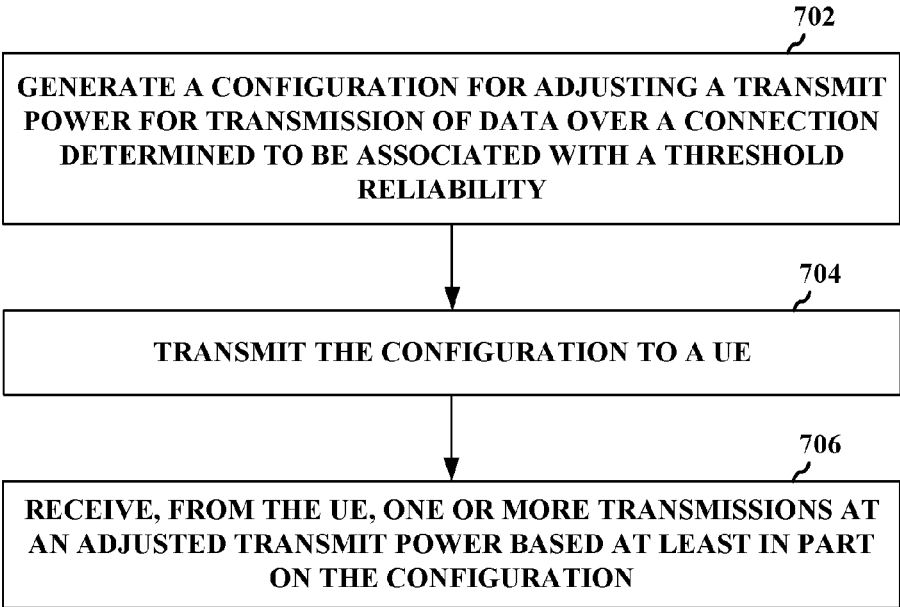 702
GENERATE A CONFIGURATION FOR ADJUSTING A TRANSMIT
POWER FOR TRANSMISSION OF DATA OVER A CONNECTION
DETERMINED TO BE ASSOCIATED WITH A THRESHOLD
RELIABILITY
704
TRANSMIT THE CONFIGURATION TO A UE
706
RECEIVE, FROM THE UE, ONE OR MORE TRANSMISSIONS AT
AN ADJUSTED TRANSMIT POWER BASED AT LEAST IN PART
ON THE CONFIGURATION